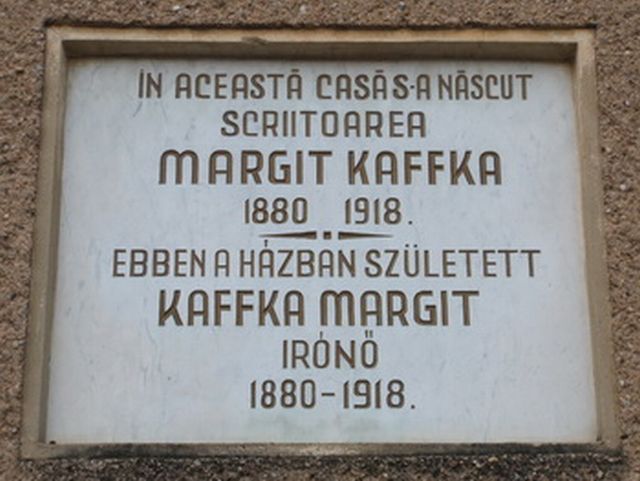 ÎN ACEASTĂ CASĂ S-A NĂSCUT
SCRIITOAREA
MARGIT KAFFKA
1880 1918.
EBBEN A HÁZBAN SZÜLETETT
KAFFKA MARGIT
IRÓNŐ
1880-1918.